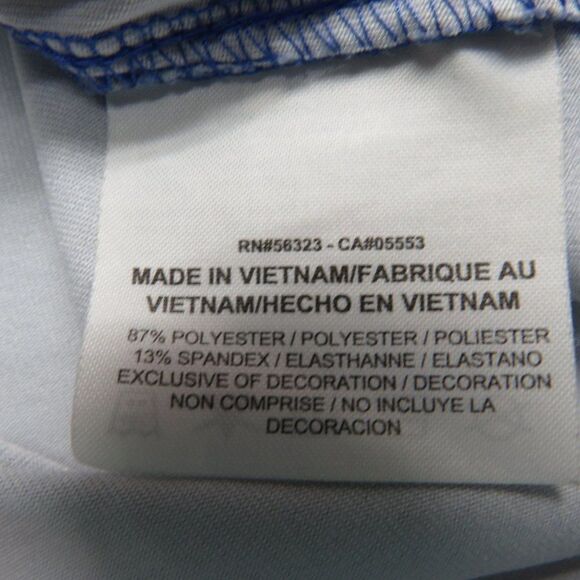 RN#56323 - CA#05553
MADE IN VIETNAM/FABRIQUE AU
VIETNAM/HECHO EN VIETNAM
87% POLYESTER / POLYESTER / POLIESTER
13% SPANDEX / ELASTHANNE / ELASTANO
EXCLUSIVE OF DECORATION / DECORATION
NON COMPRISE / NO INCLUYE LA
DECORACION